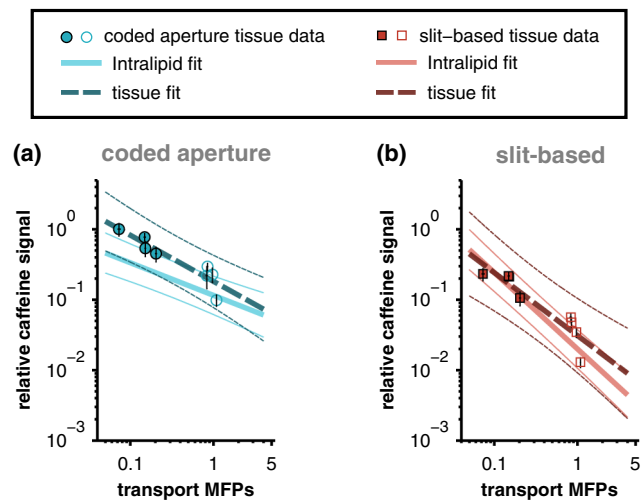 coded aperture tissue data
Intralipid fit
tissue fit
slit−based tissue data
Intralipid fit
tissue fit
(a) coded aperture
relative caffeine signal
10^0
10^−1
10^−2
10^−3
0.1 1 5
transport MFPs
(b) slit-based
relative caffeine signal
10^0
10^−1
10^−2
10^−3
0.1 1 5
transport MFPs